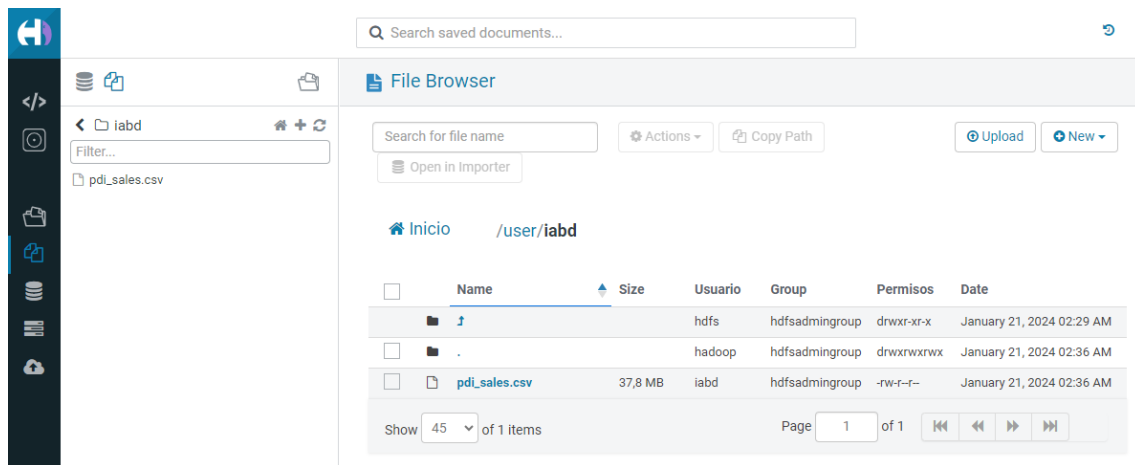 Search saved documents...
File Browser
iabd
Filter...
pdi_sales.csv
Search for file name
Actions
Copy Path
Upload
New
Open in Importer
Inicio
/user/iabd
Name Size Usuario Group Permisos Date
hdfs hdfsadmingroup drwxr-xr-x January 21, 2024 02:29 AM
. hadoop hdfsadmingroup drwxrwxrwx January 21, 2024 02:36 AM
pdi_sales.csv 37,8 MB iabd hdfsadmingroup -rw-r--r-- January 21, 2024 02:36 AM
Show 45 of 1 items Page 1 of 1